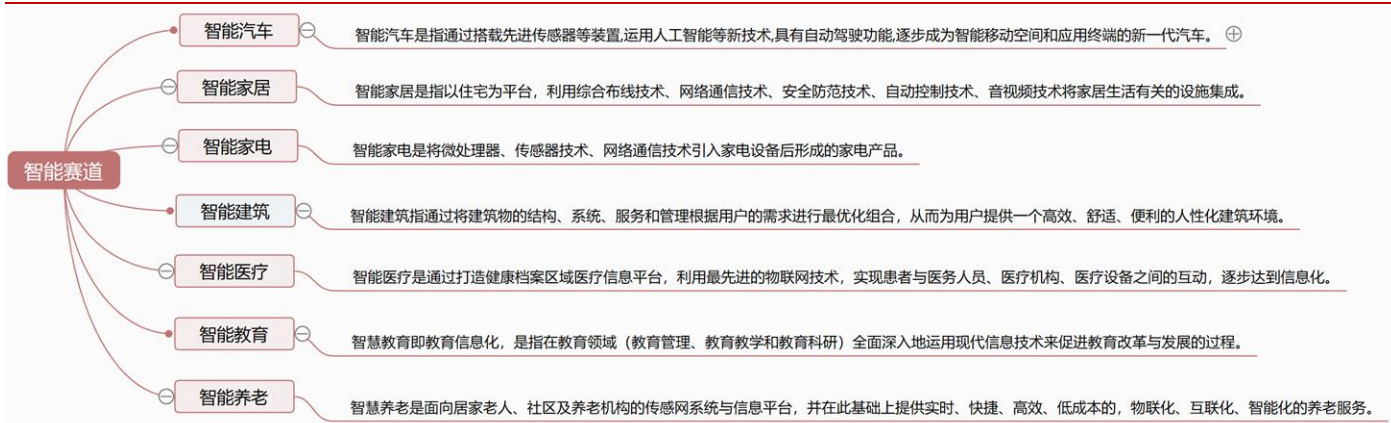 智能赛道
智能汽车
智能汽车是指通过搭载先进传感器等装置,运用人工智能等新技术,具有自动驾驶功能,逐步成为智能移动空间和应用终端的新一代汽车。
智能家居
智能家居是指以住宅为平台，利用综合布线技术、网络通信技术、安全防范技术、自动控制技术、音视频技术将家居生活有关的设施集成。
智能家电
智能家电是将微处理器、传感器技术、网络通信技术引入家电设备后形成的家电产品。
智能建筑
智能建筑指通过将建筑物的结构、系统、服务和管理根据用户的需求进行最优化组合，从而为用户提供一个高效、舒适、便利的人性化建筑环境。
智能医疗
智能医疗是通过打造健康档案区域医疗信息平台，利用最先进的物联网技术，实现患者与医务人员、医疗机构、医疗设备之间的互动，逐步达到信息化。
智能教育
智慧教育即教育信息化，是指在教育领域（教育管理、教育教学和教育科研）全面深入地运用现代信息技术来促进教育改革与发展的过程。
智能养老
智慧养老是面向居家老人、社区及养老机构的传感网系统与信息平台，并在此基础上提供实时、快捷、高效、低成本的，物联化、互联化、智能化的养老服务。